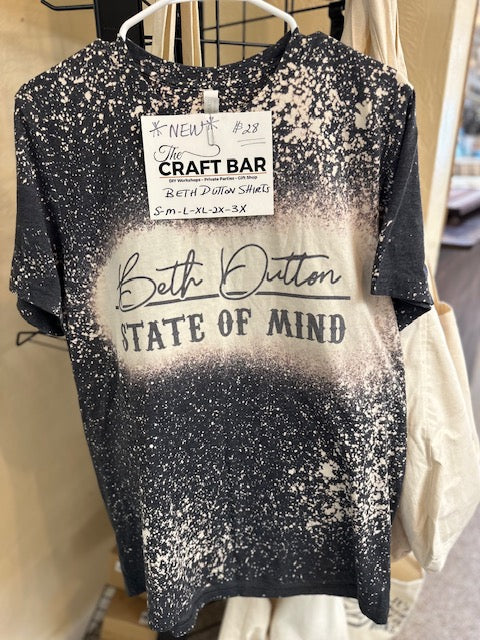 *NEW* $28
The
CRAFT BAR
DIY Workshops - Private Parties - Gift Shop
BETH DUTTON SHIRTS
S-M-L-XL-2X-3X
Beth Dutton
STATE OF MIND